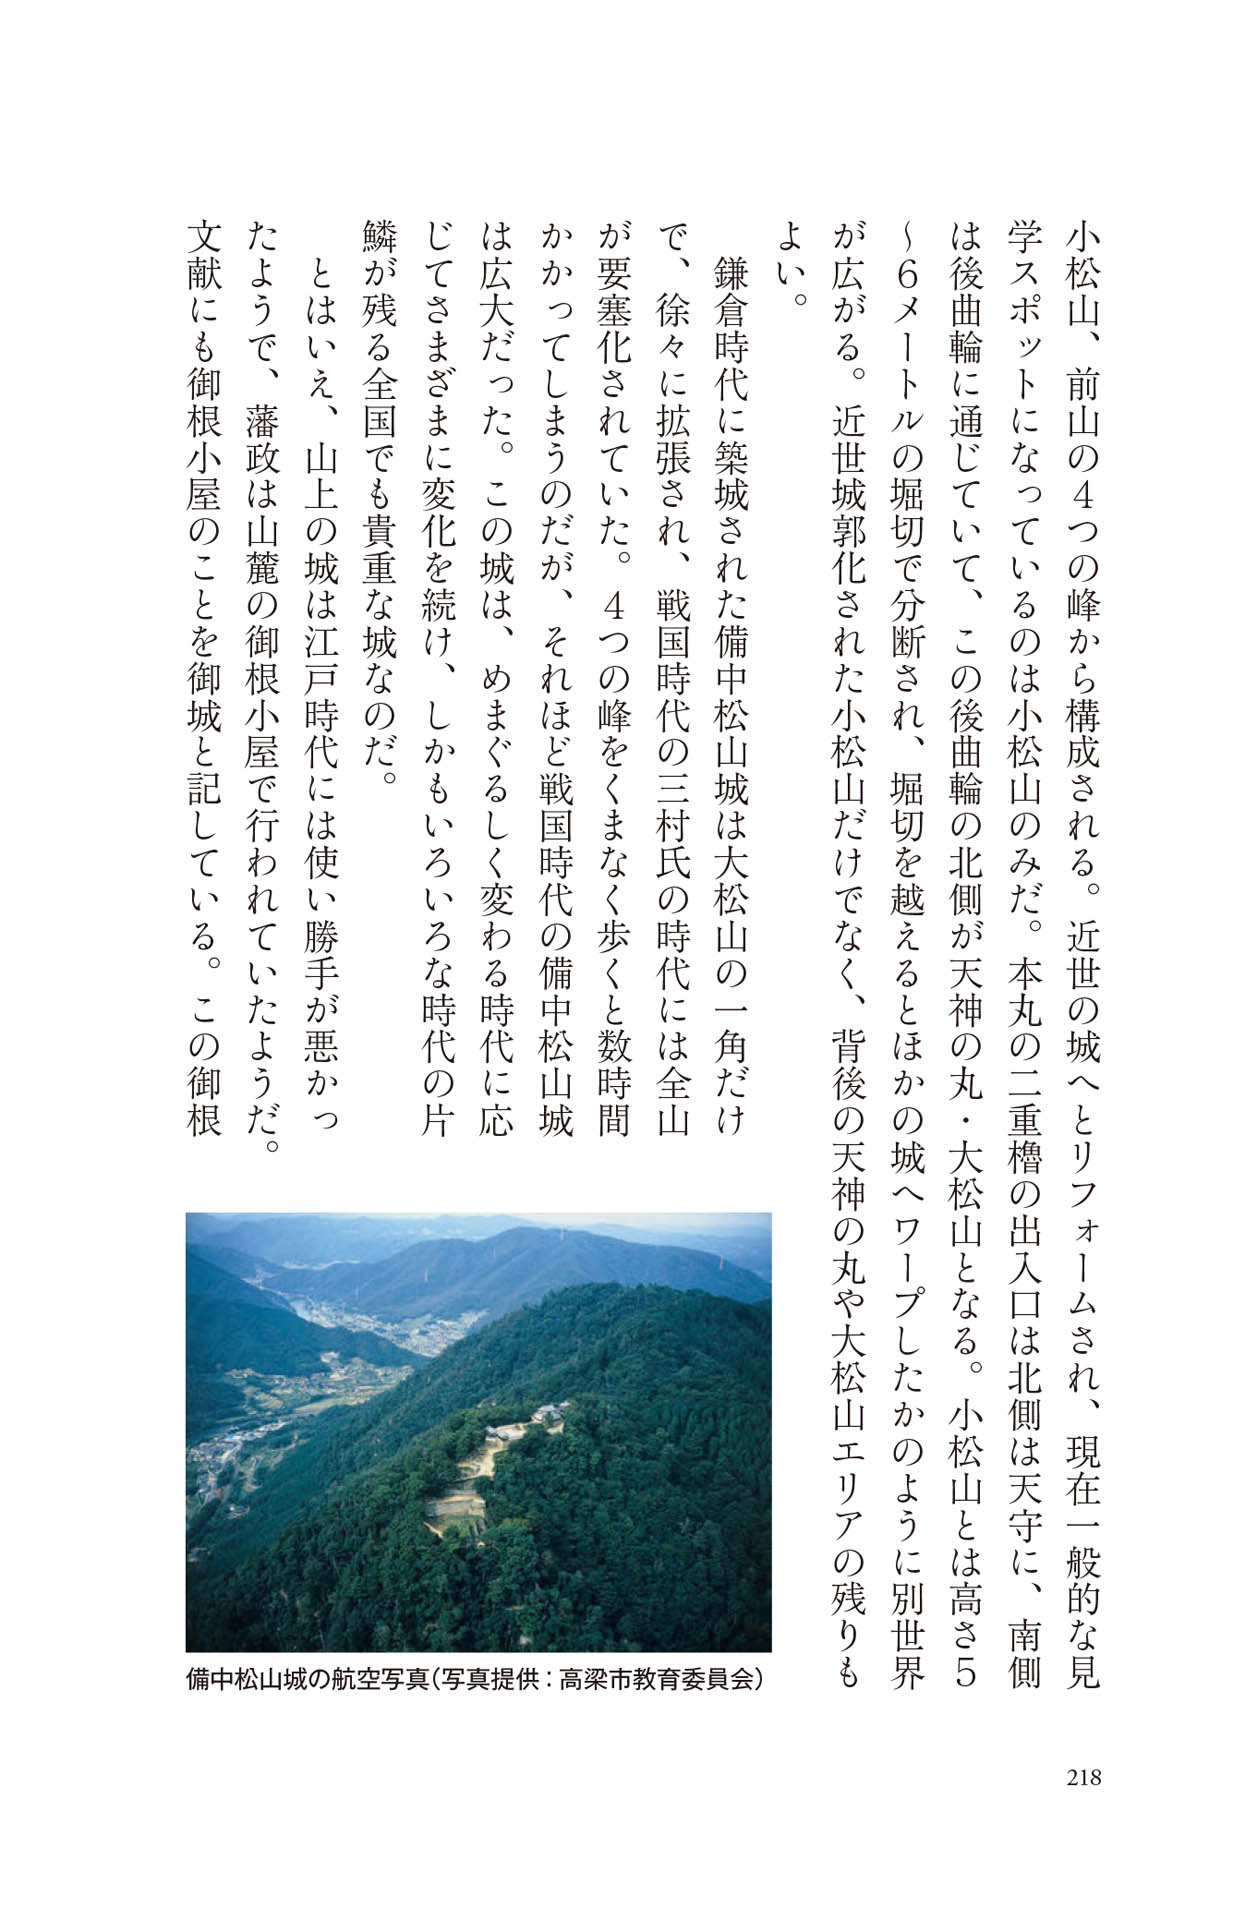 小松山、前山の４つの峰から構成される。近世の城へとリフォームされ、現在一般的な見
学スポットになっているのは小松山のみだ。本丸の二重櫓の出入口は北側は天守に、南側
は後曲輪に通じていて、この後曲輪の北側が天神の丸・大松山となる。小松山とは高さ５
〜６メートルの堀切で分断され、堀切を越えるとほかの城へワープしたかのように別世界
が広がる。近世城郭化された小松山だけでなく、背後の天神の丸や大松山エリアの残りも
よい。
鎌倉時代に築城された備中松山城は大松山の一角だけ
で、徐々に拡張され、戦国時代の三村氏の時代には全山
が要塞化されていた。４つの峰をくまなく歩くと数時間
かかってしまうのだが、それほど戦国時代の備中松山城
は広大だった。この城は、めまぐるしく変わる時代に応
じてさまざまに変化を続け、しかもいろいろな時代の片
鱗が残る全国でも貴重な城なのだ。
とはいえ、山上の城は江戸時代には使い勝手が悪かっ
たようで、藩政は山麓の御根小屋で行われていたようだ。
文献にも御根小屋のことを御城と記している。この御根
備中松山城の航空写真（写真提供：高梁市教育委員会）
218